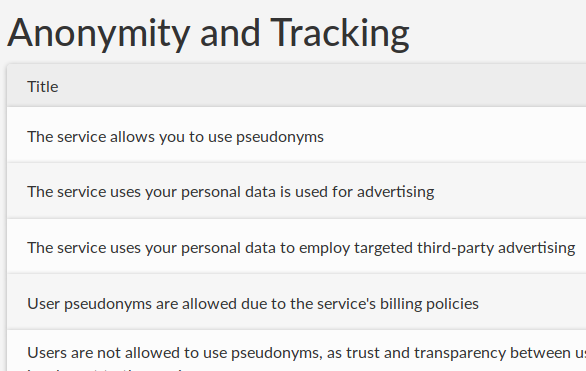 Anonymity and Tracking
Title
The service allows you to use pseudonyms
The service uses your personal data is used for advertising
The service uses your personal data to employ targeted third-party advertising
User pseudonyms are allowed due to the service's billing policies
Users are not allowed to use pseudonyms, as trust and transparency between